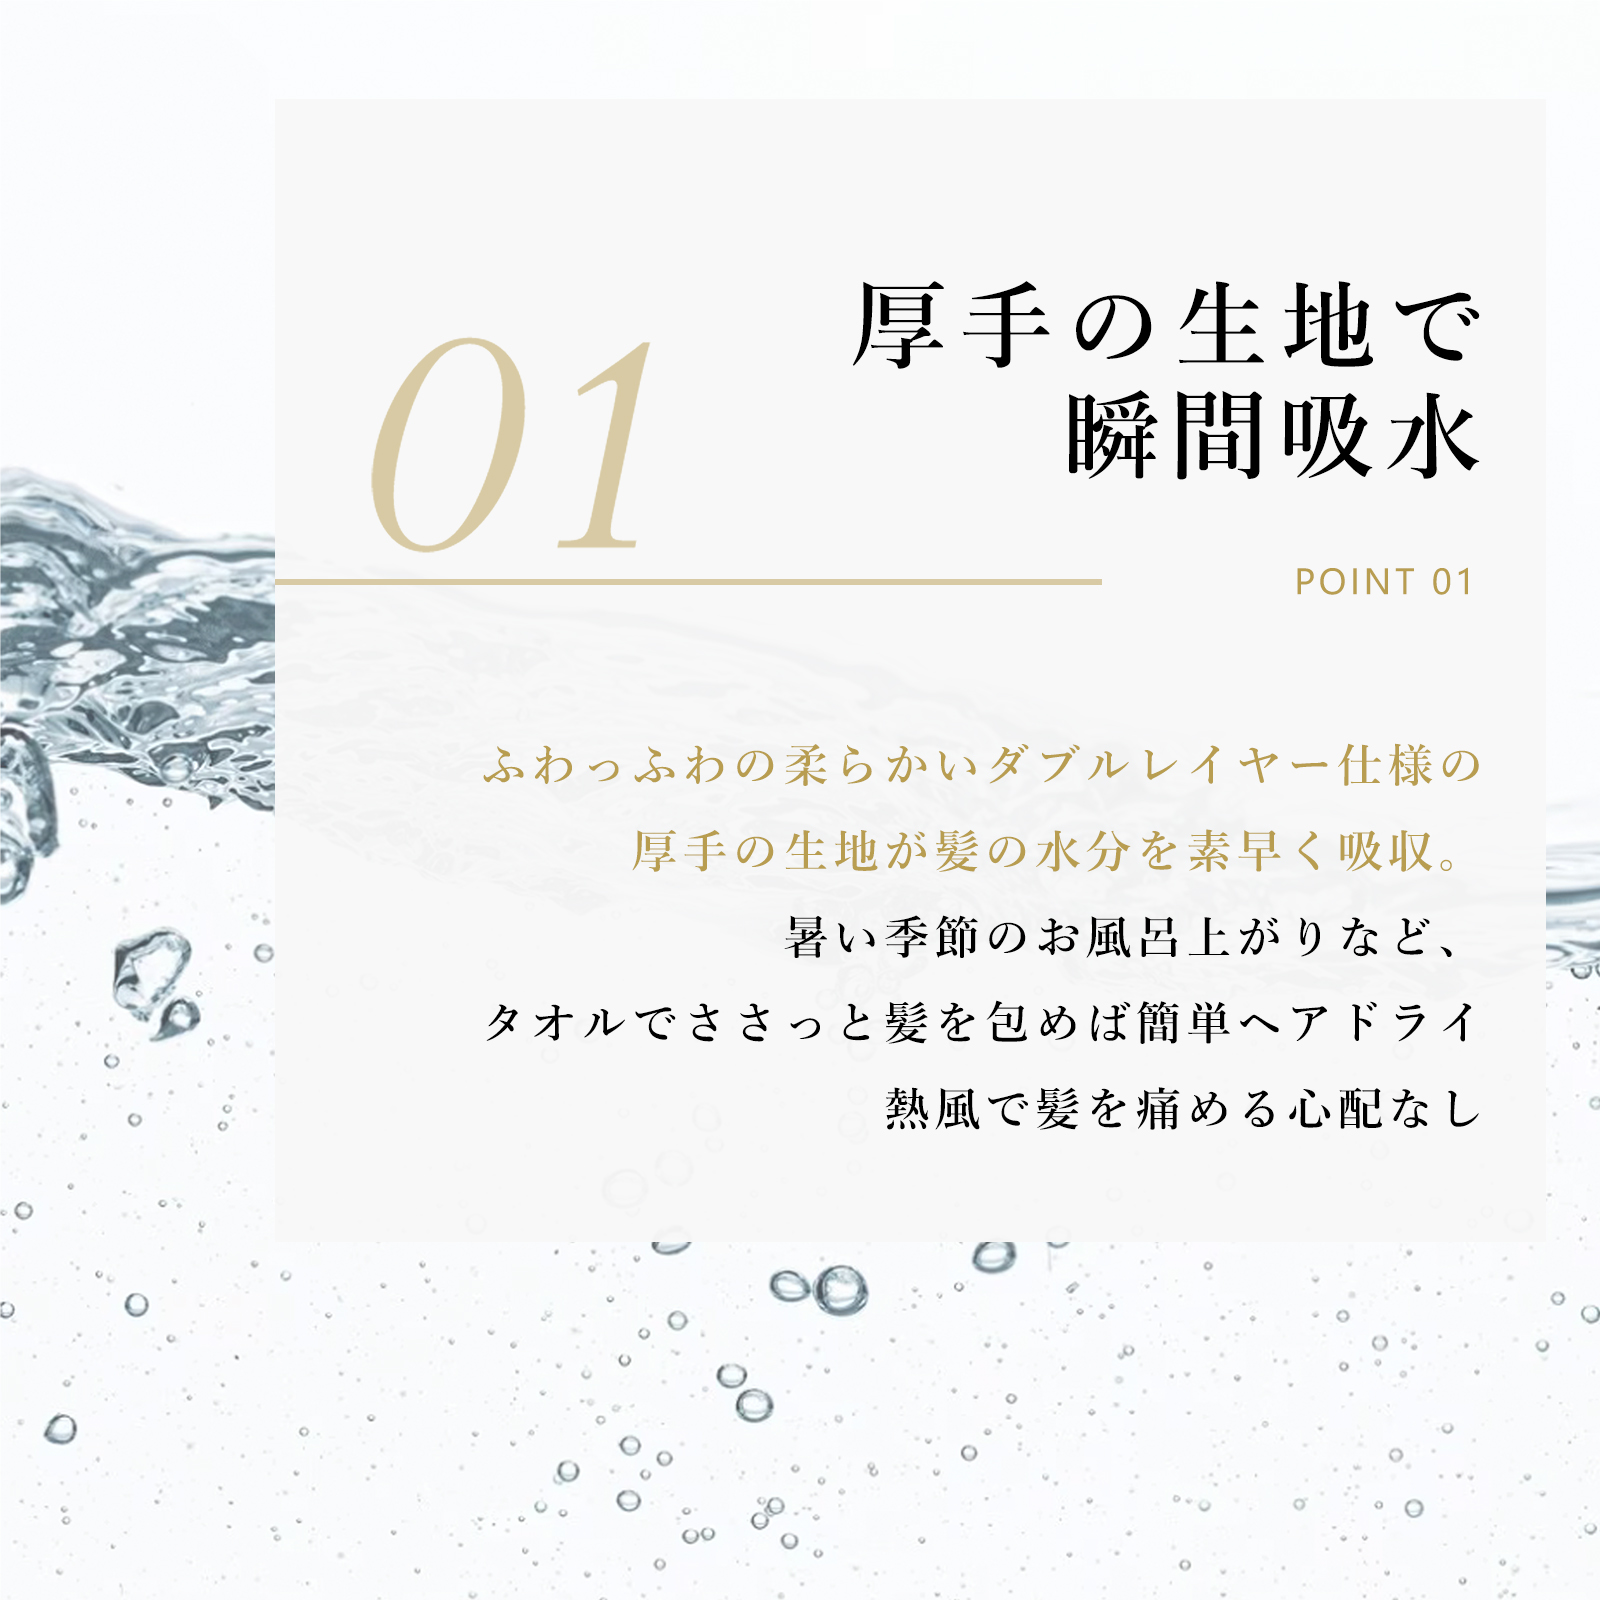 01
厚手の生地で
瞬間吸水
POINT 01
ふわっふわの柔らかいダブルレイヤー仕様の
厚手の生地が髪の水分を素早く吸収。
暑い季節のお風呂上がりなど、
タオルでささっと髪を包めば簡単ヘアドライ
熱風で髪を痛める心配なし